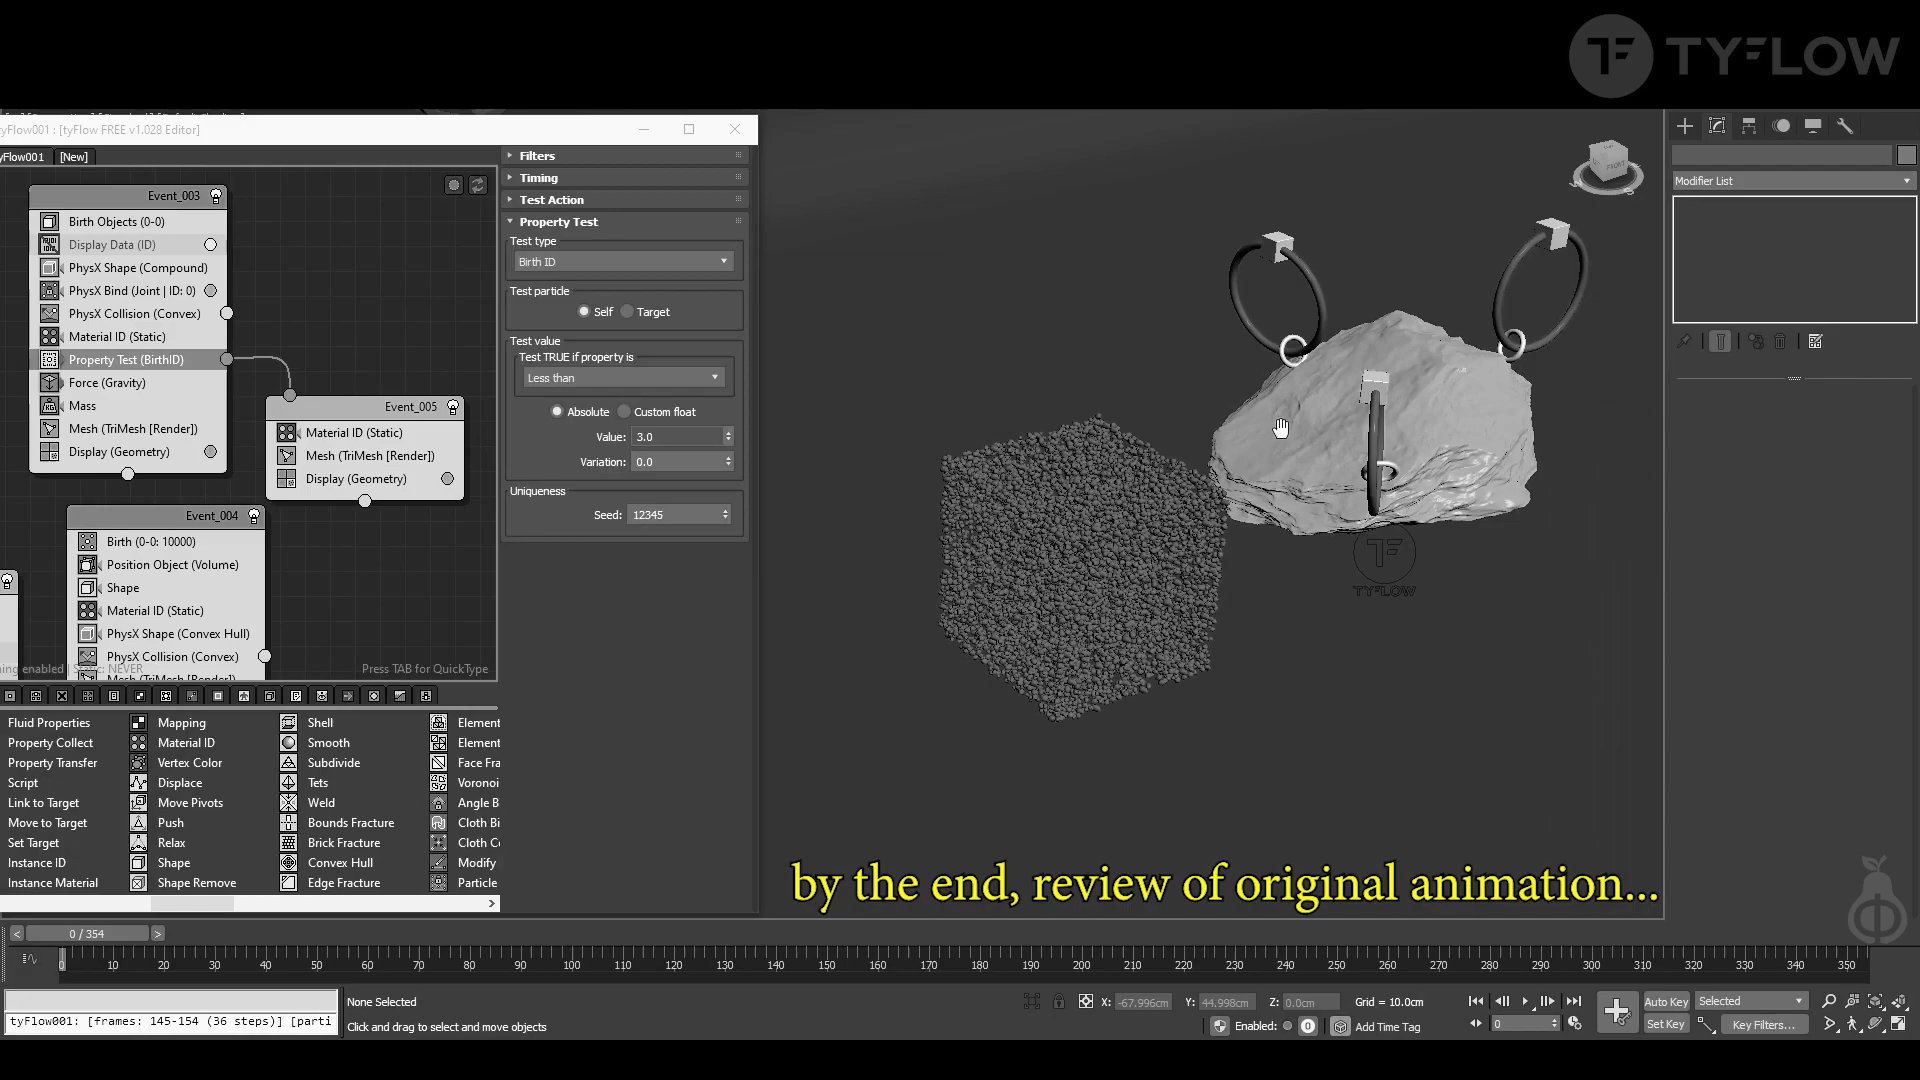 TYFLOW
yFlow001 : [tyFlow FREE v1.028 Editor]
yFlow001
[New]
Event_003
Birth Objects (0-0)
Display Data (ID)
PhysX Shape (Compound)
PhysX Bind (Joint | ID: 0)
PhysX Collision (Convex)
Material ID (Static)
Property Test (BirthID)
Force (Gravity)
Mass
Mesh (TriMesh [Render])
Display (Geometry)
Event_005
Material ID (Static)
Mesh (TriMesh [Render])
Display (Geometry)
Event_004
Birth (0-0: 10000)
Position Object (Volume)
Shape
Material ID (Static)
PhysX Shape (Convex Hull)
PhysX Collision (Convex)
Mesh (TriMesh [Render])
Press TAB for QuickType
Filters
Timing
Test Action
Property Test
Test type
Birth ID
Test particle
Self
Target
Test value
Test TRUE if property is
Less than
Absolute
Custom float
Value: 3.0
Variation: 0.0
Uniqueness
Seed: 12345
Fluid Properties
Property Collect
Property Transfer
Script
Link to Target
Move to Target
Set Target
Instance ID
Instance Material
Mapping
Material ID
Vertex Color
Displace
Move Pivots
Push
Relax
Shape
Shape Remove
Shell
Smooth
Subdivide
Tets
Weld
Bounds Fracture
Brick Fracture
Convex Hull
Edge Fracture
Element
Element
Face Fra
Voronoi
Angle B
Cloth Bi
Cloth Co
Modify
Particle
FRONT
TYFLOW
Modifier List
by the end, review of original animation...
< 0 / 354 >
0 10 20 30 40 50 60 70 80 90 100 110 120 130 140 150 160 170 180 190 200 210 220 230 240 250 260 270 280 290 300 310 320 330 340 350
tyFlow001: [frames: 145-154 (36 steps)] [parti
None Selected
Click and drag to select and move objects
X: -67.996cm
Y: 44.998cm
Z: 0.0cm
Grid = 10.0cm
Enabled:
0
Add Time Tag
0
Auto Key
Selected
Set Key
Key Filters...